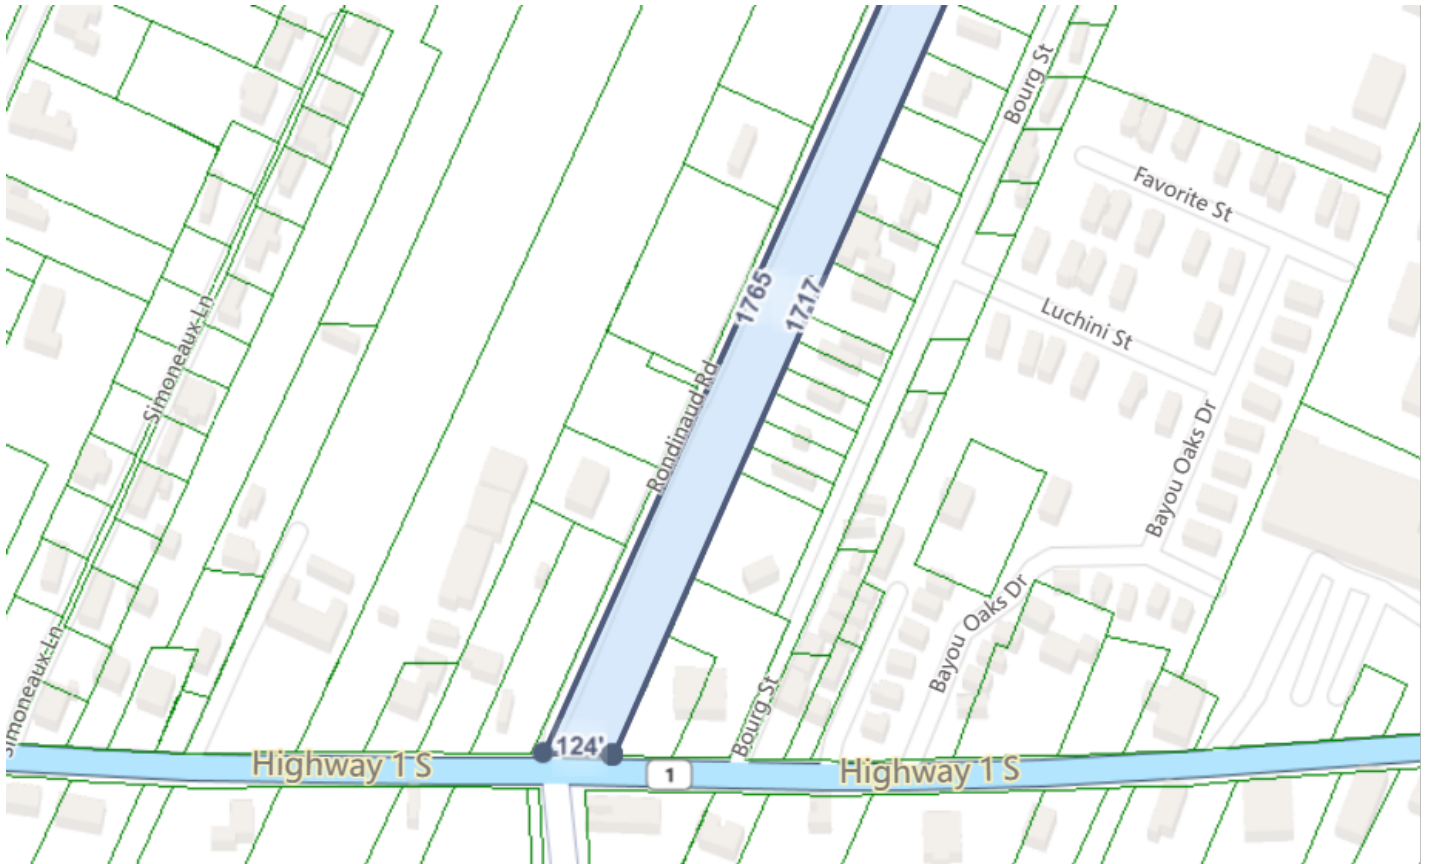 Bourg St
Favorite St
1765
1717
Simoneaux Ln
Luchini St
Rondinaud Rd
Bayou Oaks Dr
Bayou Oaks Dr
Simoneaux Ln
Bourg St
124'
Highway 1 S
1
Highway 1 S